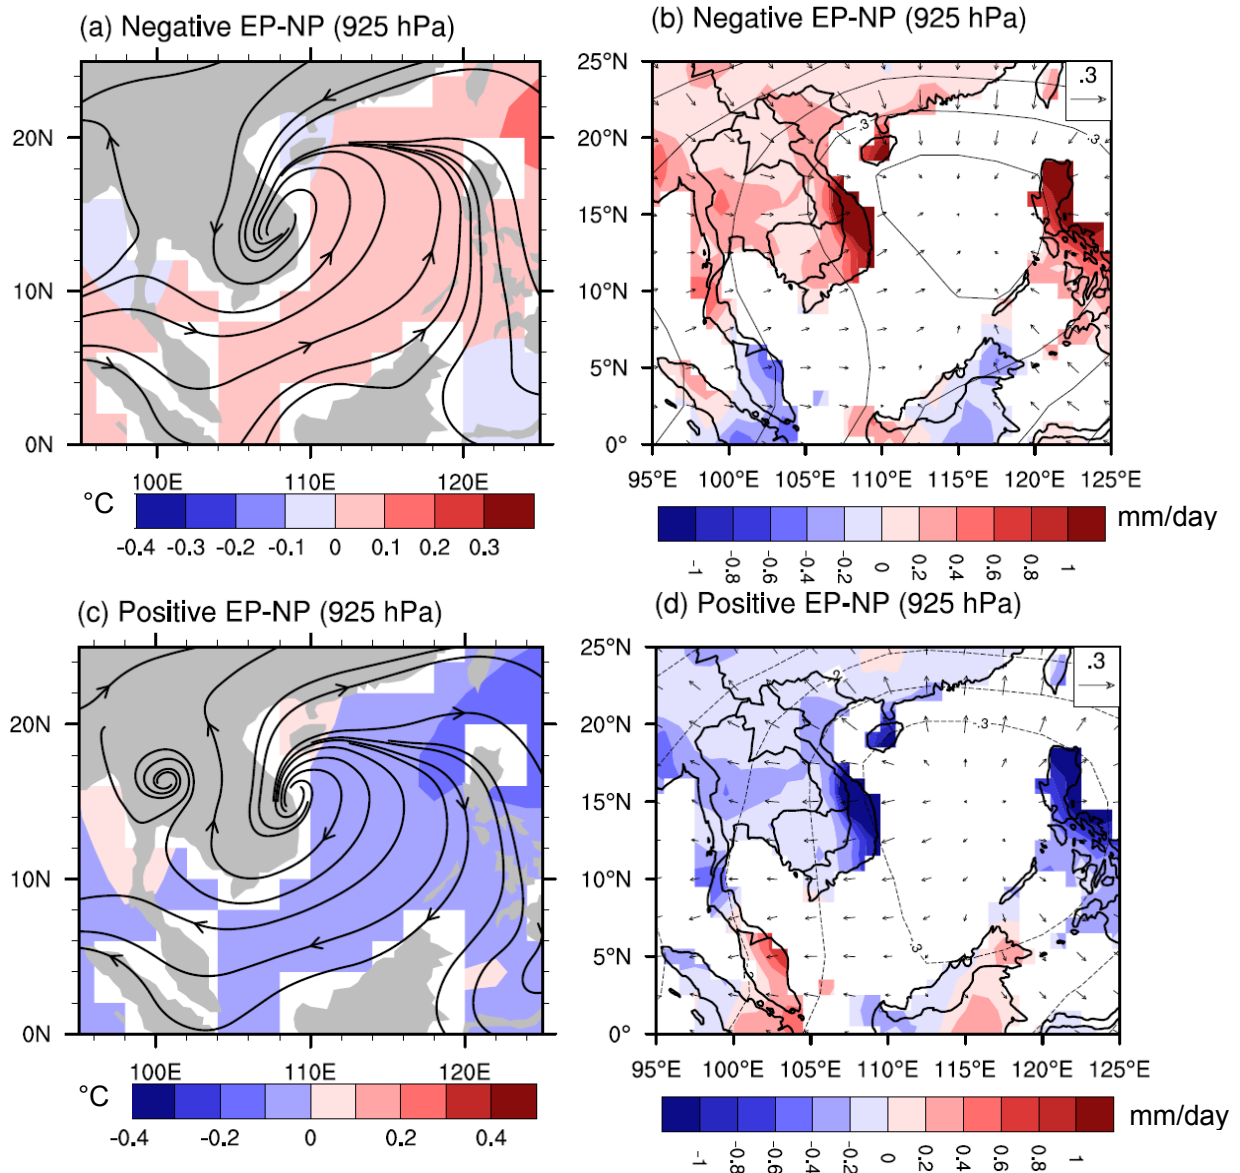 (a) Negative EP-NP (925 hPa)
20N
10N
0N
100E 110E 120E
°C
-0.4 -0.3 -0.2 -0.1 0 0.1 0.2 0.3
(b) Negative EP-NP (925 hPa)
25°N
20°N
15°N
10°N
5°N
0°
.3
.3
.3
95°E 100°E 105°E 110°E 115°E 120°E 125°E
-1 -0.8 -0.6 -0.4 -0.2 0 0.2 0.4 0.6 0.8 1
mm/day
(c) Positive EP-NP (925 hPa)
20N
10N
0N
100E 110E 120E
°C
-0.4 -0.2 0 0.2 0.4
(d) Positive EP-NP (925 hPa)
25°N
20°N
15°N
10°N
5°N
0°
.3
-.3
95°E 100°E 105°E 110°E 115°E 120°E 125°E
-1 -0.8 -0.6 -0.4 -0.2 0 0.2 0.4 0.6 0.8 1
mm/day